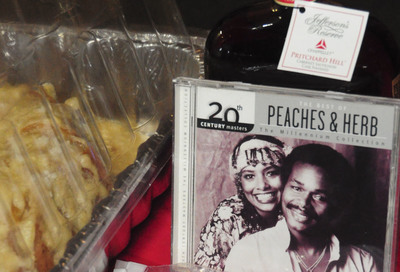 Jefferson's
Reserve
PRITCHARD HILL
20th
CENTURY masters
THE BEST OF
PEACHES & HERB
The Millennium Collection